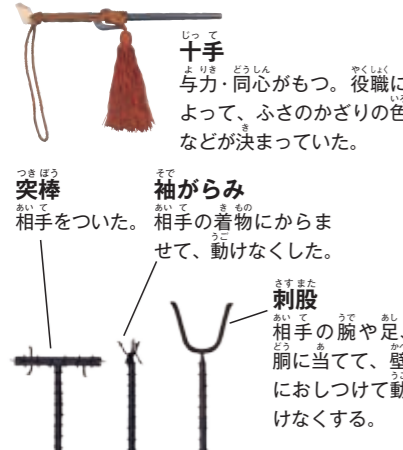 十手
与力・同心がもつ。役職に
よって、ふさのかざりの色
などが決まっていた。
突棒
相手をついた。
袖がらみ
相手の着物にからま
せて、動けなくした。
刺股
相手の腕や足、
胴に当てて、壁
におしつけて動
けなくする。